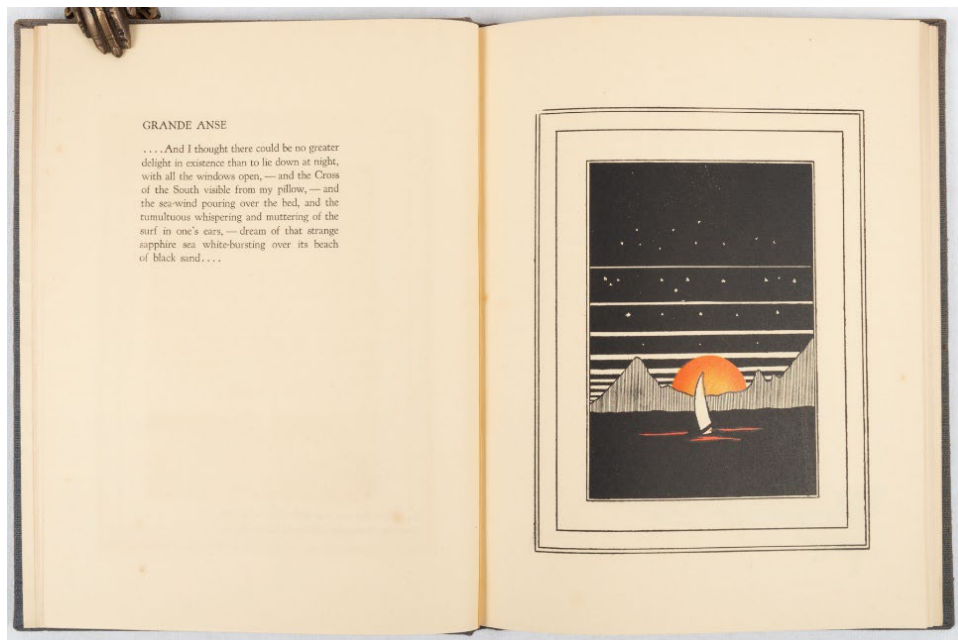 GRANDE ANSE
....And I thought there could be no greater
delight in existence than to lie down at night,
with all the windows open, — and the Cross
of the South visible from my pillow, — and
the sea-wind pouring over the bed, and the
tumultuous whispering and muttering of the
surf in one's ears, — dream of that strange
sapphire sea white-bursting over its beach
of black sand....